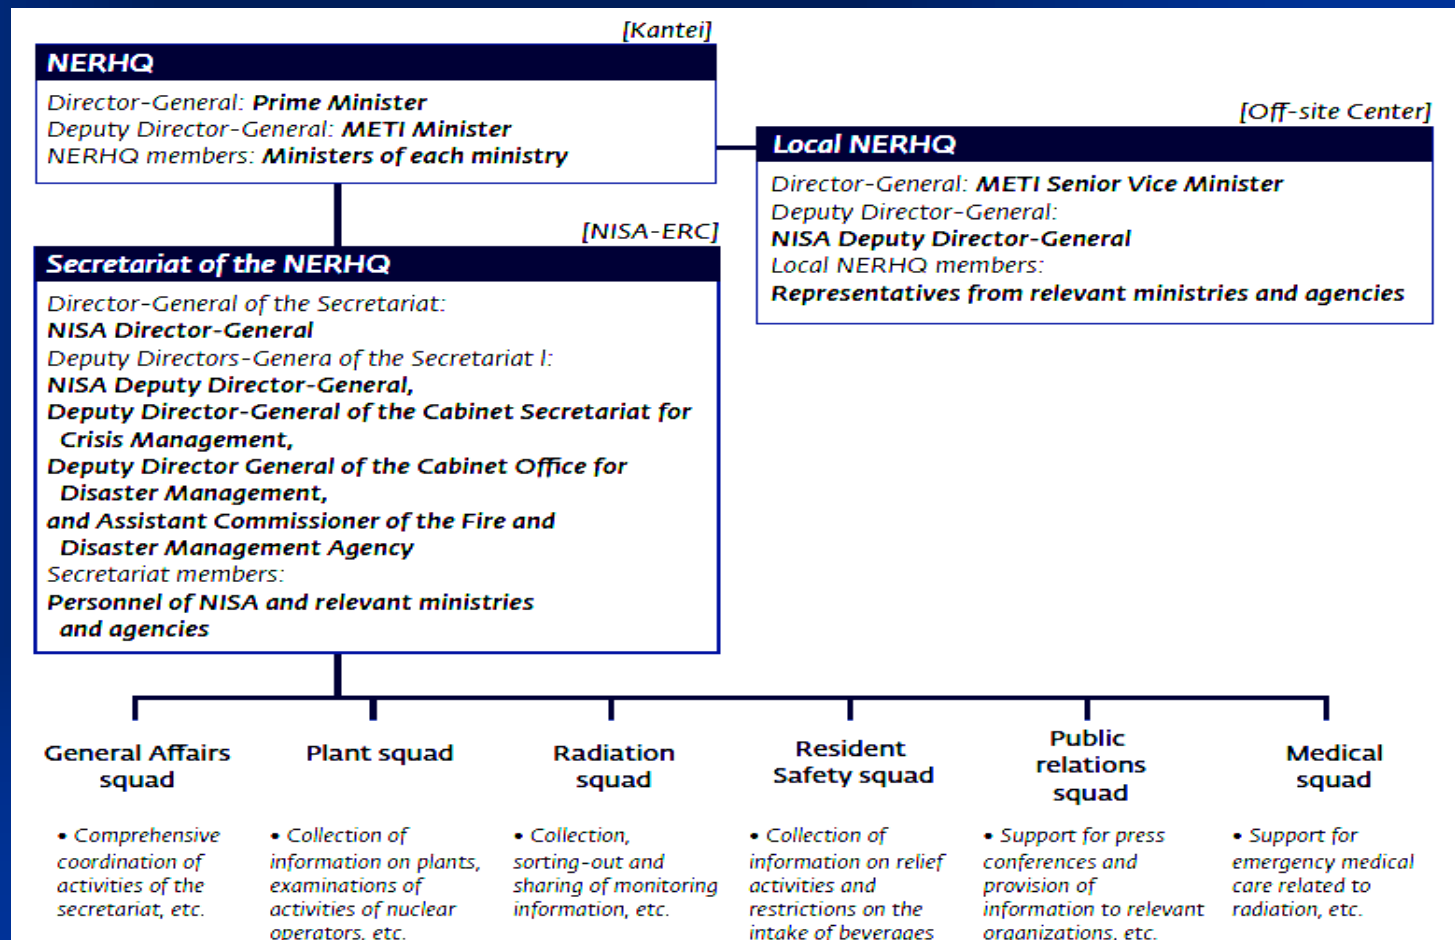 [Kantei]
NERHQ
Director-General: Prime Minister
Deputy Director-General: METI Minister
NERHQ members: Ministers of each ministry
[Off-site Center]
Local NERHQ
Director-General: METI Senior Vice Minister
Deputy Director-General:
NISA Deputy Director-General
Local NERHQ members:
Representatives from relevant ministries and agencies
[NISA-ERC]
Secretariat of the NERHQ
Director-General of the Secretariat:
NISA Director-General
Deputy Directors-Genera of the Secretariat l:
NISA Deputy Director-General,
Deputy Director-General of the Cabinet Secretariat for
Crisis Management,
Deputy Director General of the Cabinet Office for
Disaster Management,
and Assistant Commissioner of the Fire and
Disaster Management Agency
Secretariat members:
Personnel of NISA and relevant ministries
and agencies
General Affairs
squad
• Comprehensive
coordination of
activities of the
secretariat, etc.
Plant squad
• Collection of
information on plants,
examinations of
activities of nuclear
operators, etc.
Radiation
squad
• Collection,
sorting-out and
sharing of monitoring
information, etc.
Resident
Safety squad
• Collection of
information on relief
activities and
restrictions on the
intake of beverages
Public
relations
squad
• Support for press
conferences and
provision of
information to relevant
organizations, etc.
Medical
squad
• Support for
emergency medical
care related to
radiation, etc.